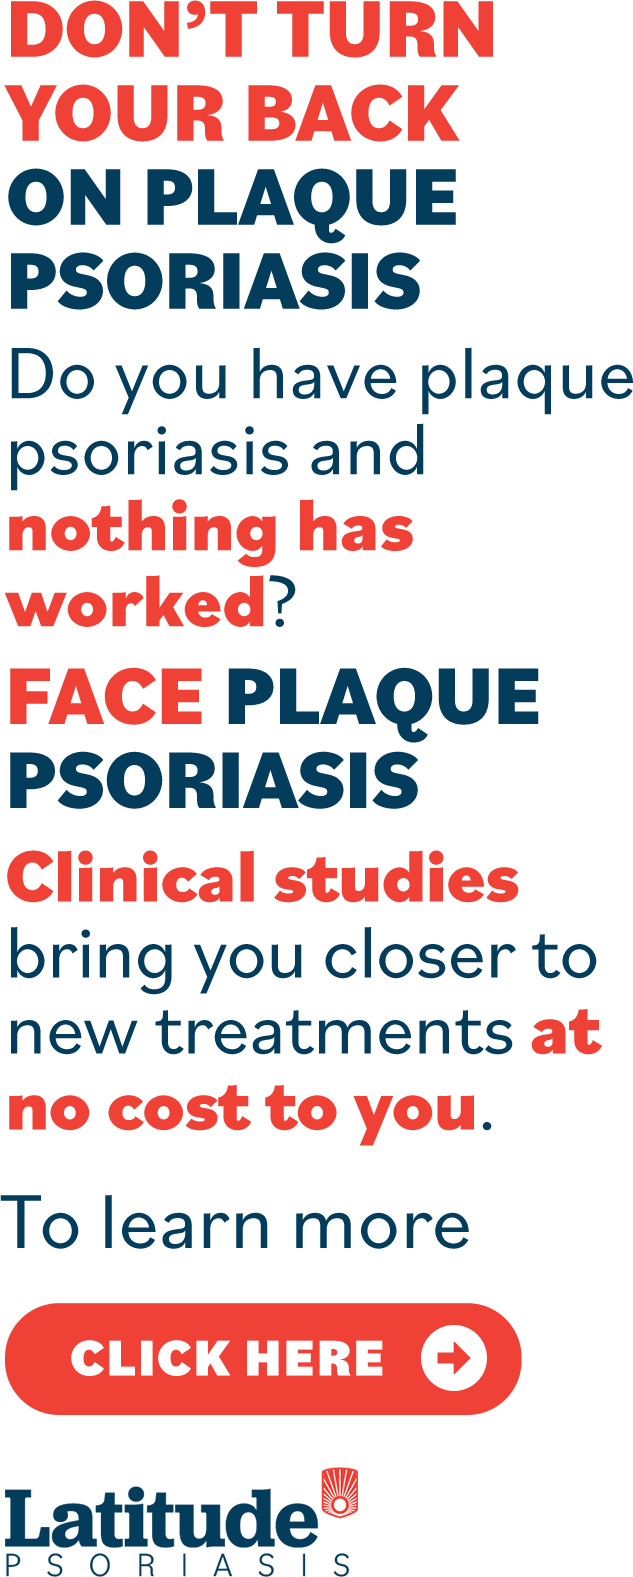 DON’T TURN
YOUR BACK
ON PLAQUE
PSORIASIS
Do you have plaque
psoriasis and
nothing has
worked?
FACE PLAQUE
PSORIASIS
Clinical studies
bring you closer to
new treatments at
no cost to you.
To learn more
CLICK HERE
Latitude
PSORIASIS